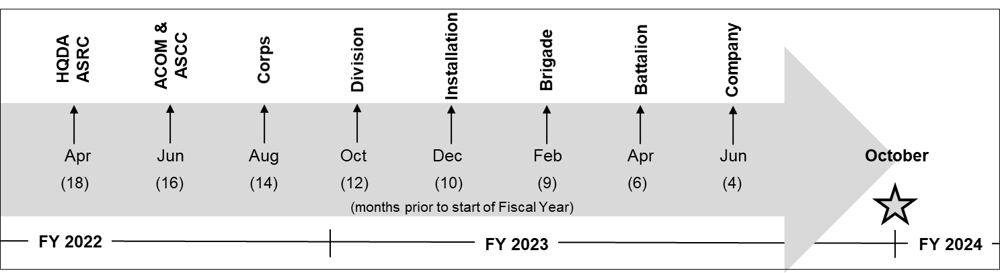 HQDA
ASRC
ACOM &
ASCC
Corps
Division
Installation
Brigade
Battalion
Company
Apr
Jun
Aug
Oct
Dec
Feb
Apr
Jun
October
(18)
(16)
(14)
(12)
(10)
(9)
(6)
(4)
(months prior to start of Fiscal Year)
FY 2022
FY 2023
FY 2024